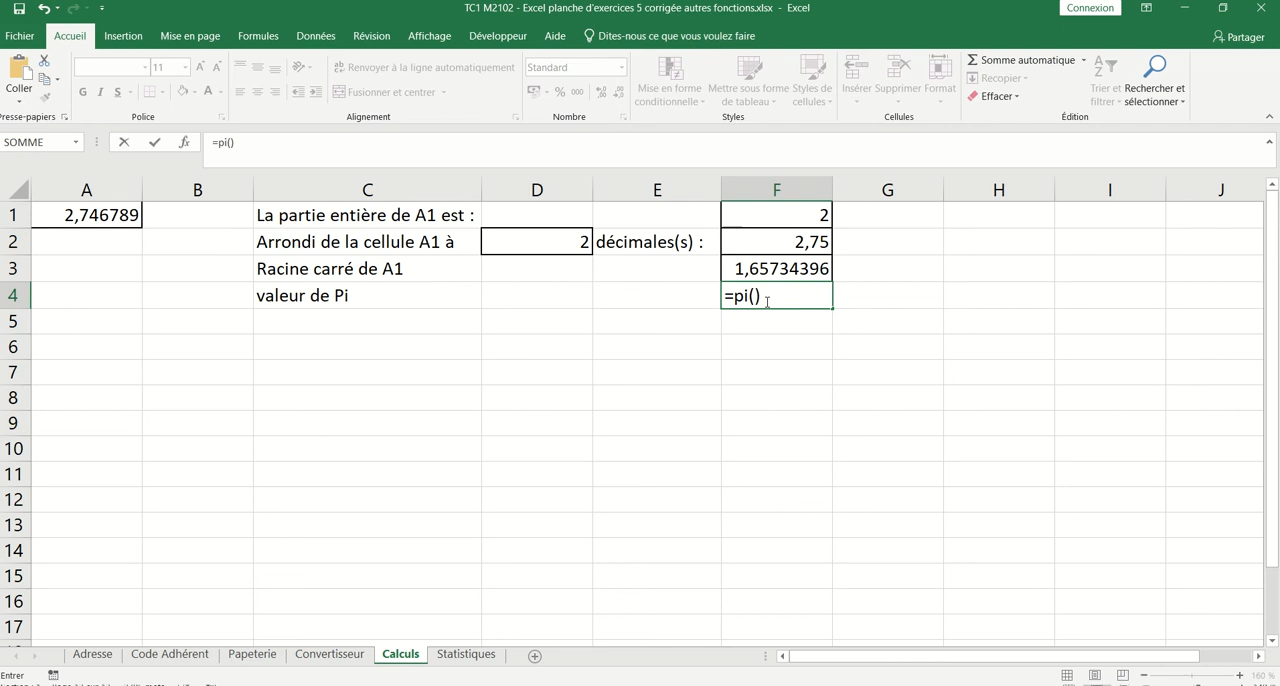 TC1 M2102 - Excel planche d'exercices 5 corrigée autres fonctions.xlsx - Excel
Connexion
Fichier Accueil Insertion Mise en page Formules Données Révision Affichage Développeur Aide Dites-nous ce que vous voulez faire Partager
Coller
11
G I S
Renvoyer à la ligne automatiquement
Fusionner et centrer
Standard
% 000
Mise en forme conditionnelle
Mettre sous forme de tableau
Styles de cellules
Insérer Supprimer Format
Somme automatique
Recopier
Effacer
Trier et filtrer
Rechercher et sélectionner
Presse-papiers Police Alignement Nombre Styles Cellules Édition
SOMME fx =pi()
A B C D E F G H I J
1 2,746789 La partie entière de A1 est : 2
2 Arrondi de la cellule A1 à 2 décimales(s) : 2,75
3 Racine carré de A1 1,65734396
4 valeur de Pi =pi()
5
6
7
8
9
10
11
12
13
14
15
16
17
Adresse Code Adhérent Papeterie Convertisseur Calculs Statistiques
Entrer 160 %